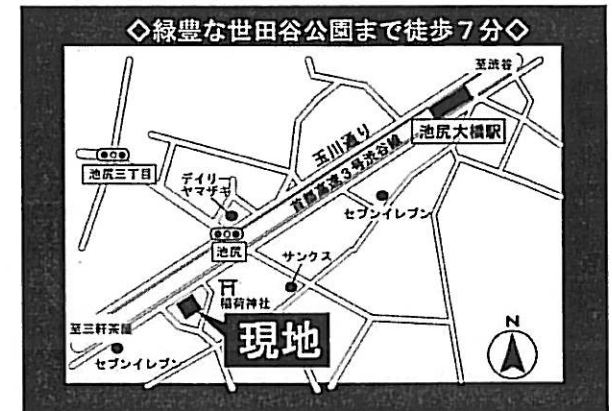 ◇緑豊な世田谷公園まで徒歩７分◇
至渋谷
池尻大橋駅
玉川通り
首都高速３号渋谷線
池尻三丁目
デイリー
ヤマザキ
セブンイレブン
池尻
サンクス
稲荷神社
現地
至三軒茶屋
セブンイレブン
N